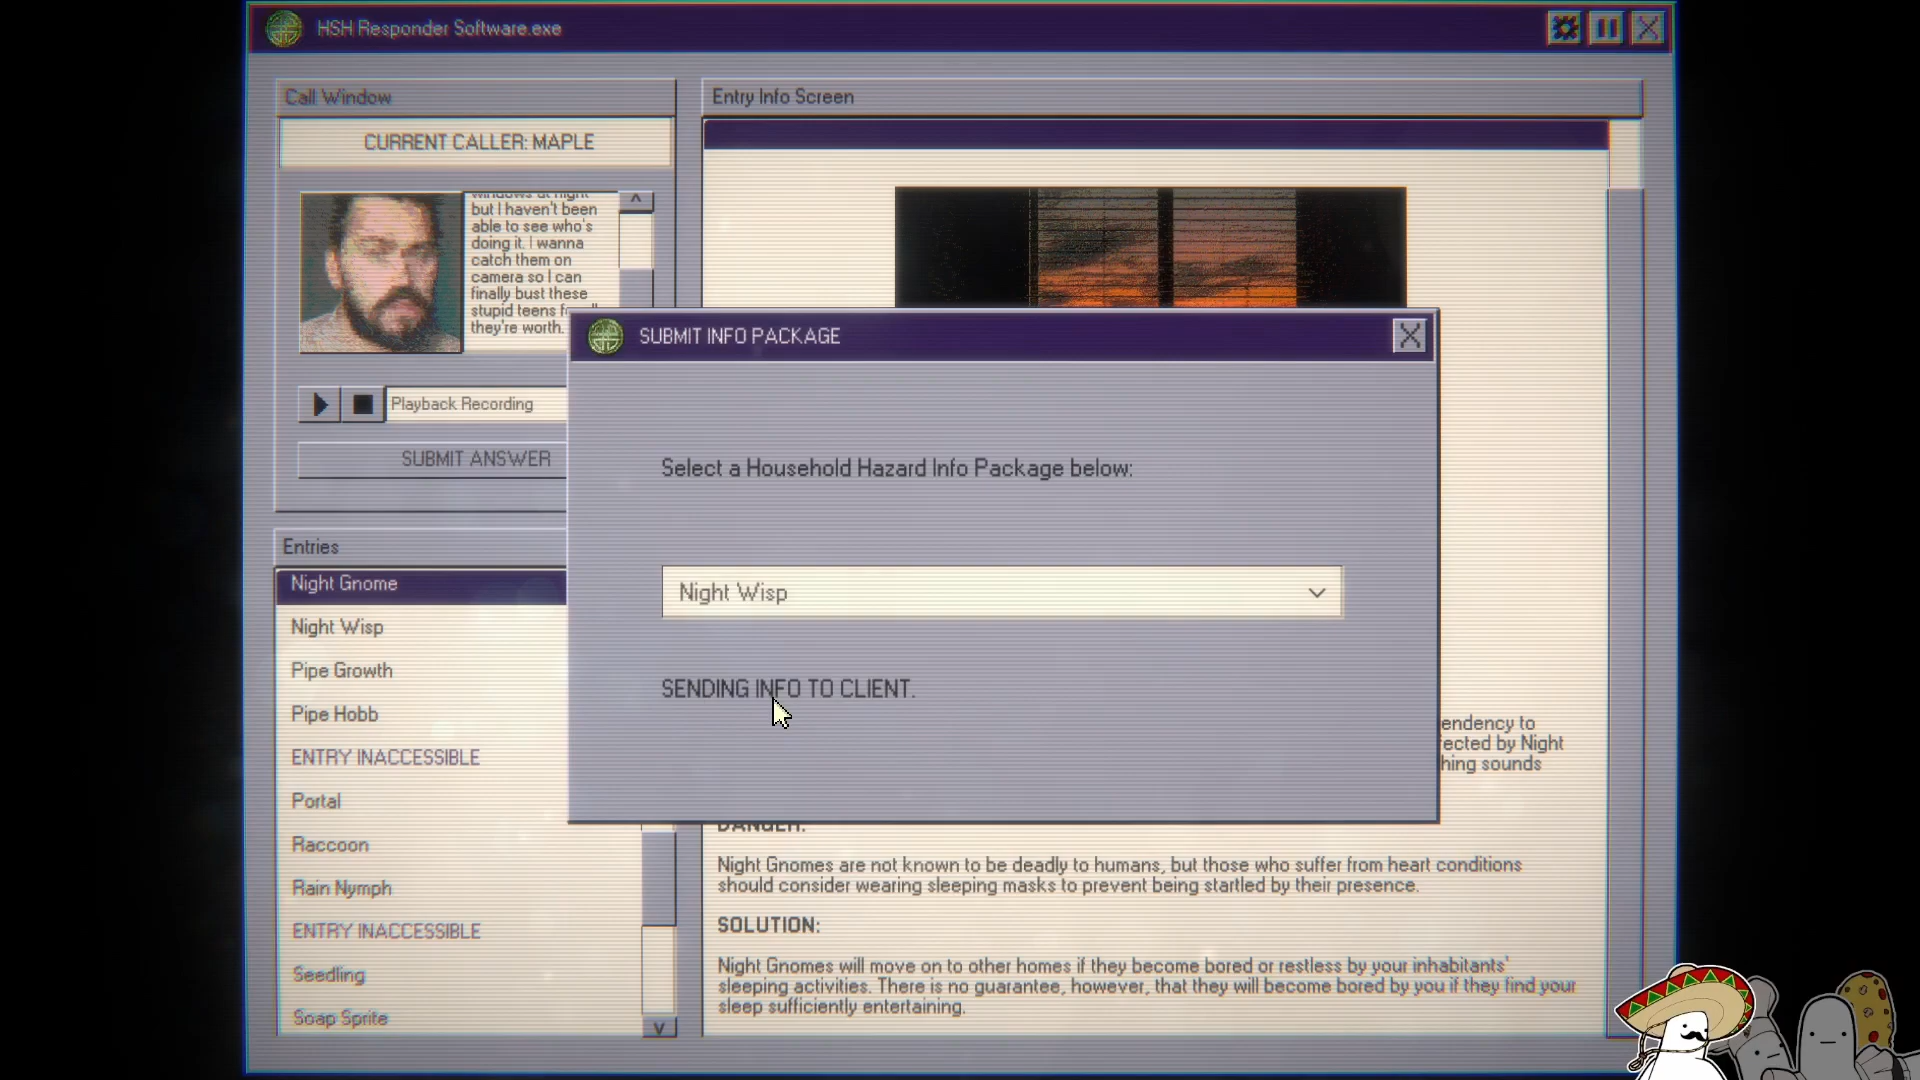 HSH Responder Software.exe
Call Window
CURRENT CALLER: MAPLE
windows at night
but I haven't been
able to see who's
doing it. I wanna
catch them on
camera so I can
finally bust these
stupid teens
they're worth.
Playback Recording
SUBMIT ANSWER
Entries
Night Gnome
Night Wisp
Pipe Growth
Pipe Hobb
ENTRY INACCESSIBLE
Portal
Raccoon
Rain Nymph
ENTRY INACCESSIBLE
Seedling
Soap Sprite
Entry Info Screen
SUBMIT INFO PACKAGE
Select a Household Hazard Info Package below:
Night Wisp
SENDING INFO TO CLIENT.
endency to
ected by Night
hing sounds
DANGER:
Night Gnomes are not known to be deadly to humans, but those who suffer from heart conditions
should consider wearing sleeping masks to prevent being startled by their presence.
SOLUTION:
Night Gnomes will move on to other homes if they become bored or restless by your inhabitants'
sleeping activities. There is no guarantee, however, that they will become bored by you if they find your
sleep sufficiently entertaining.